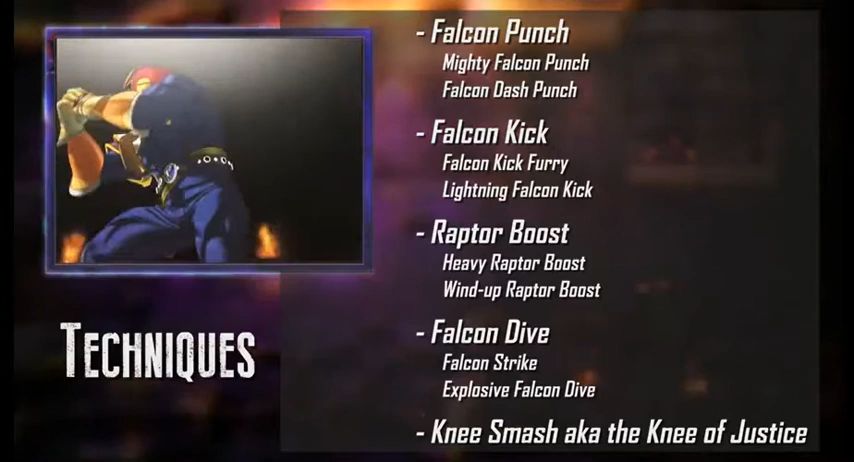 - Falcon Punch
Mighty Falcon Punch
Falcon Dash Punch
- Falcon Kick
Falcon Kick Furry
Lightning Falcon Kick
- Raptor Boost
Heavy Raptor Boost
Wind-up Raptor Boost
- Falcon Dive
Falcon Strike
Explosive Falcon Dive
- Knee Smash aka the Knee of Justice
Techniques